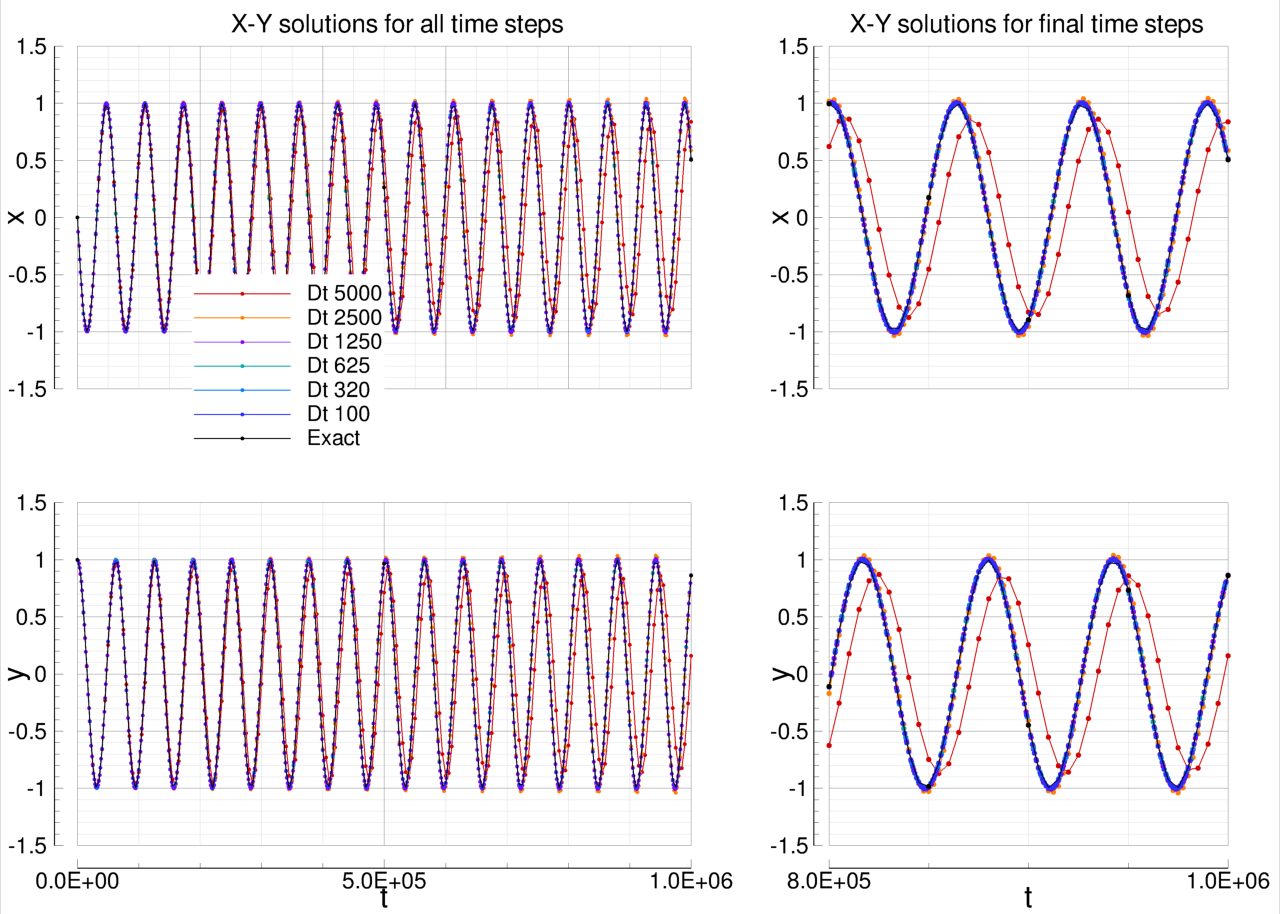 X-Y solutions for all time steps
1.5
1
0.5
0
-0.5
-1
-1.5
x
Dt 5000
Dt 2500
Dt 1250
Dt 625
Dt 320
Dt 100
Exact
X-Y solutions for final time steps
1.5
1
0.5
0
-0.5
-1
-1.5
x
1.5
1
0.5
0
-0.5
-1
-1.5
y
0.0E+00 5.0E+05 1.0E+06
t
1.5
1
0.5
0
-0.5
-1
-1.5
y
8.0E+05 1.0E+06
t